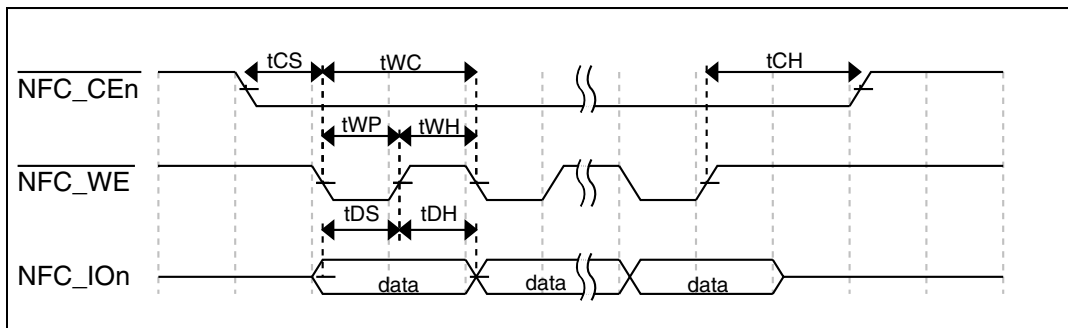 tCS tWC tCH
NFC_CEn
tWP tWH
NFC_WE
tDS tDH
NFC_IOn data data data